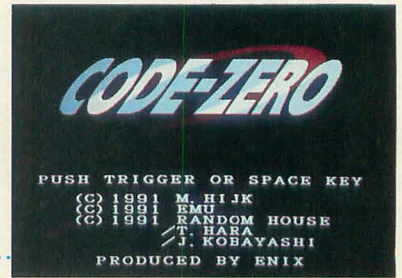 CODE-ZERO
PUSH TRIGGER OR SPACE KEY
(C) 1991 M. HIJK
(C) 1991 EMU
(C) 1991 RANDOM HOUSE
/T. HARA
/J. KOBAYASHI
PRODUCED BY ENIX